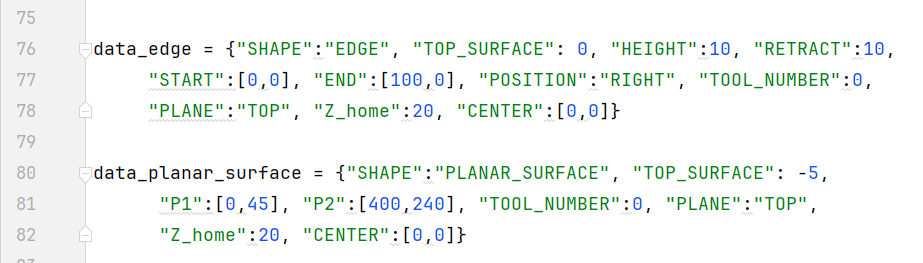 75
76 data_edge = {"SHAPE":"EDGE", "TOP_SURFACE": 0, "HEIGHT":10, "RETRACT":10,
77 "START":[0,0], "END":[100,0], "POSITION":"RIGHT", "TOOL_NUMBER":0,
78 "PLANE":"TOP", "Z_home":20, "CENTER":[0,0]}
79
80 data_planar_surface = {"SHAPE":"PLANAR_SURFACE", "TOP_SURFACE": -5,
81 "P1":[0,45], "P2":[400,240], "TOOL_NUMBER":0, "PLANE":"TOP",
82 "Z_home":20, "CENTER":[0,0]}